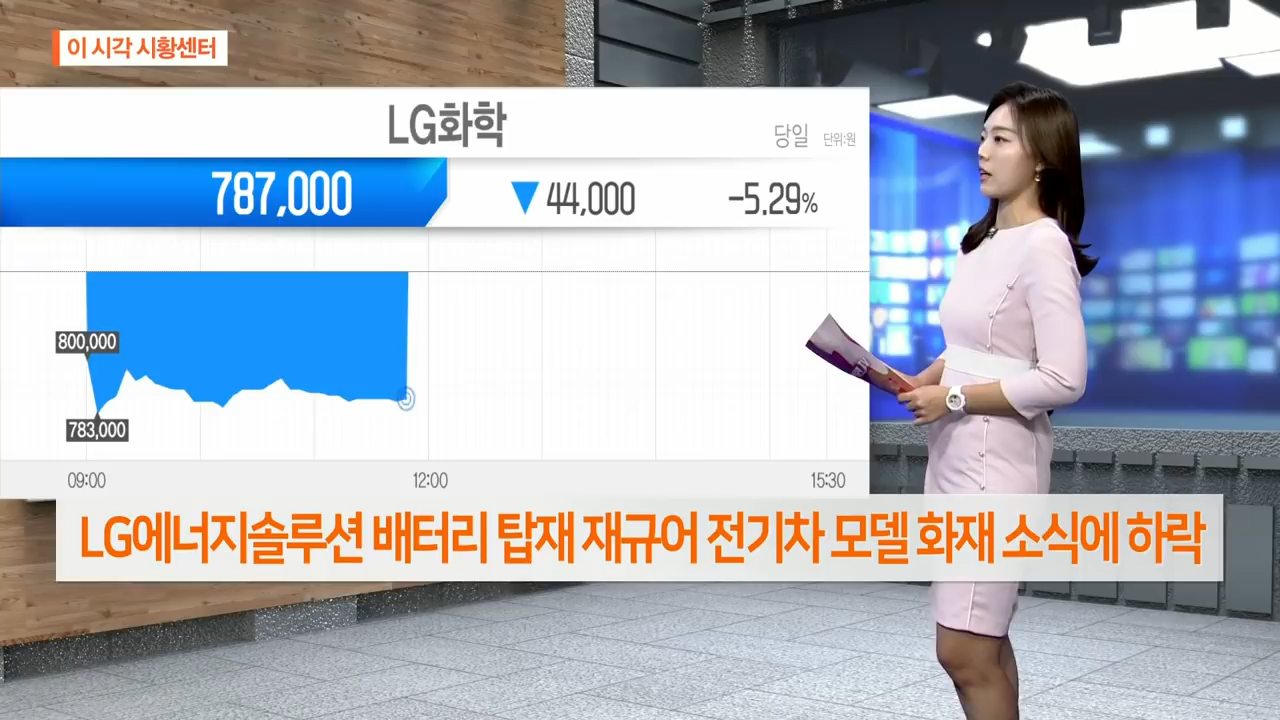 이 시각 시황센터
LG화학
당일 단위:원
787,000 ▼44,000 -5.29%
800,000
783,000
09:00 12:00 15:30
LG에너지솔루션 배터리 탑재 재규어 전기차 모델 화재 소식에 하락